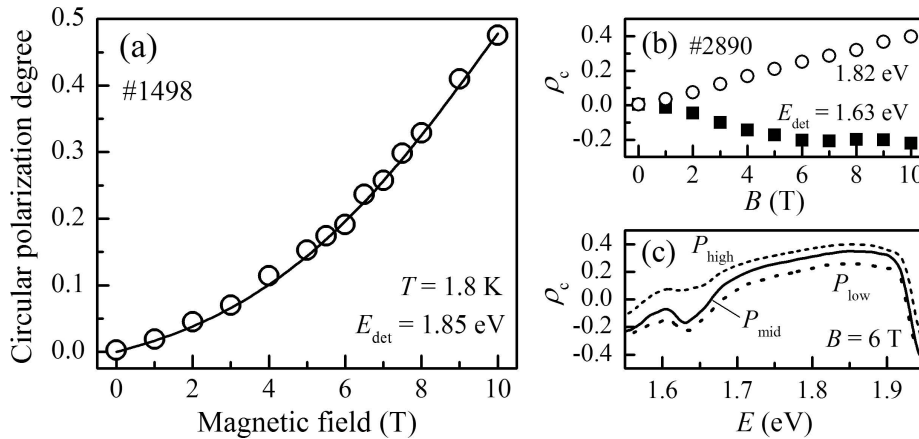 (a)
#1498
0.5
0.4
0.3
0.2
0.1
0.0
Circular polarization degree
T = 1.8 K
E_det = 1.85 eV
0 2 4 6 8 10
Magnetic field (T)
(b) #2890
0.4
0.0
-0.2
ρ_c
1.82 eV
E_det = 1.63 eV
0 2 4 6 8 10
B (T)
(c)
0.4
0.2
0.0
-0.2
-0.4
ρ_c
P_high
P_low
P_mid
B = 6 T
1.6 1.7 1.8 1.9
E (eV)